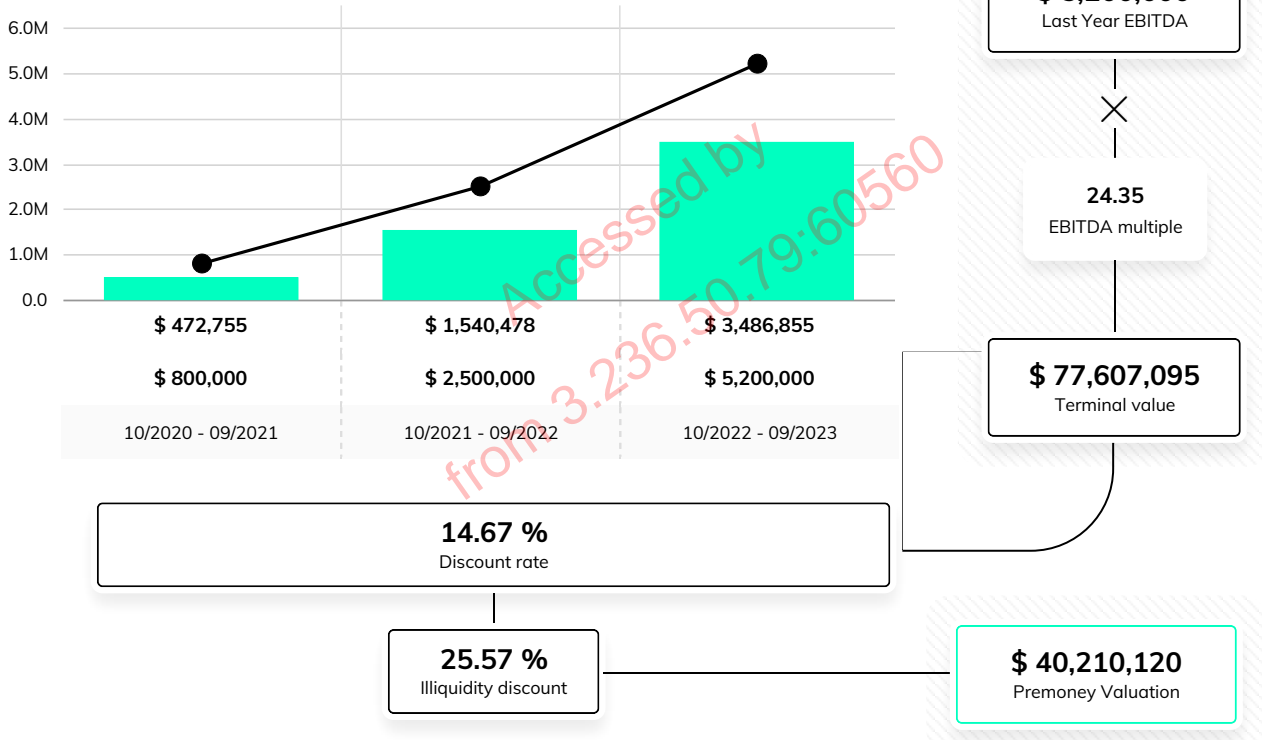 Last Year EBITDA
6.0M
5.0M
4.0M
3.0M
2.0M
1.0M
0.0
24.35
EBITDA multiple
$ 472,755
$ 1,540,478
$ 3,486,855
$ 800,000
$ 2,500,000
$ 5,200,000
10/2020 - 09/2021
10/2021 - 09/2022
10/2022 - 09/2023
$ 77,607,095
Terminal value
14.67 %
Discount rate
25.57 %
Illiquidity discount
$ 40,210,120
Premoney Valuation
Accessed by
from 3.236.50.79:60560